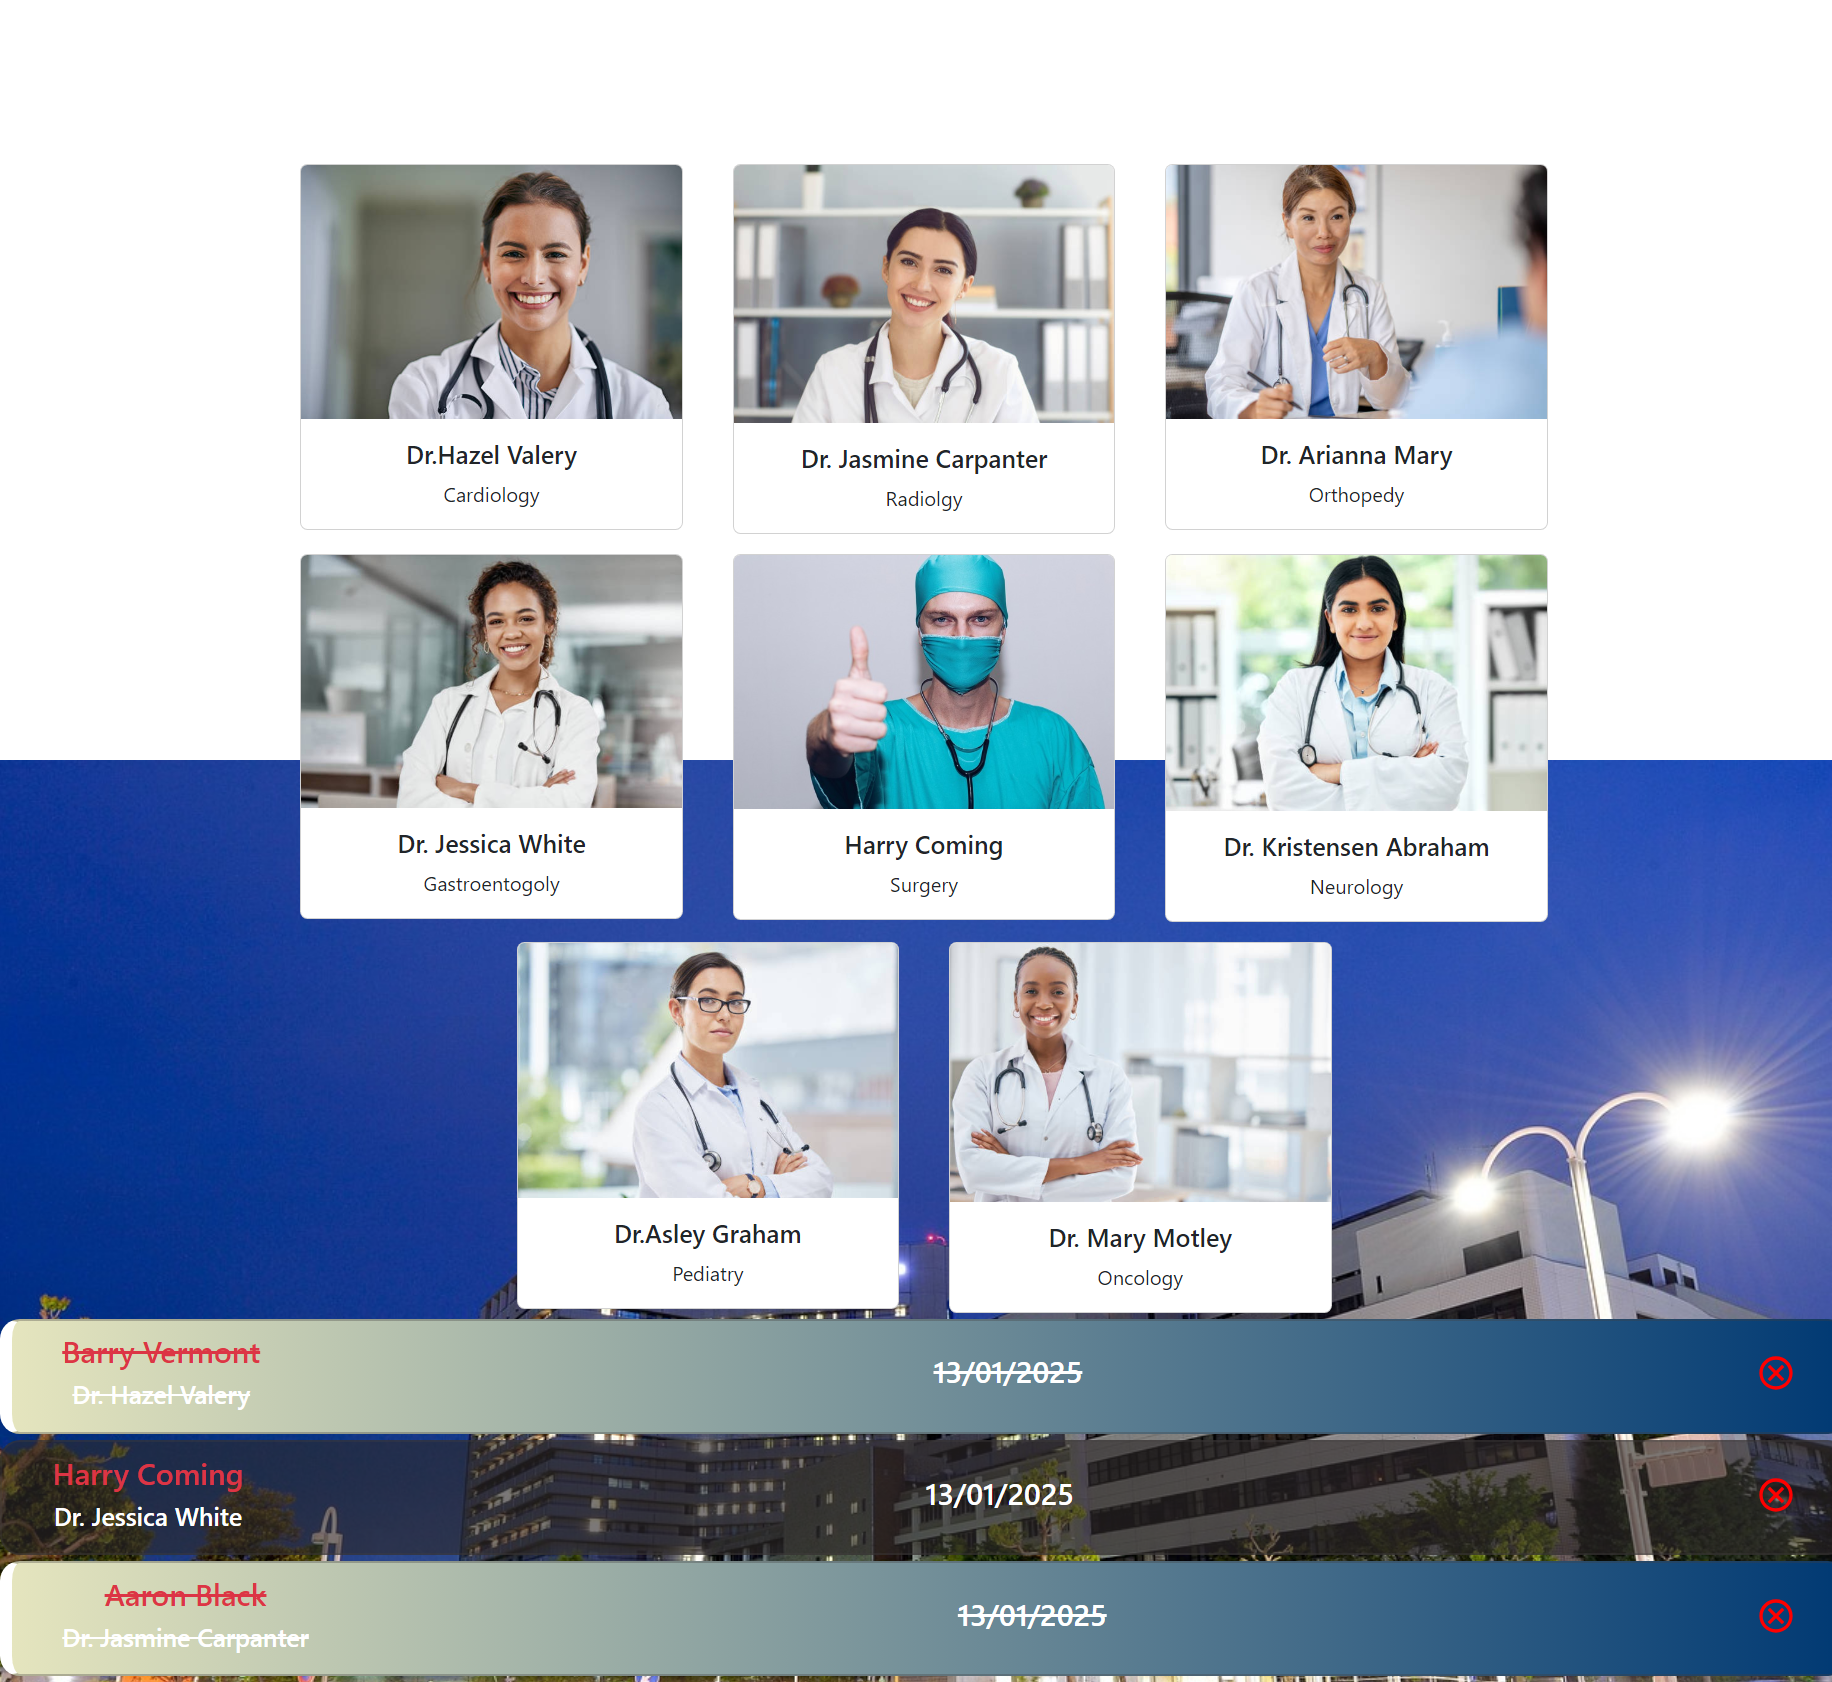 Dr.Hazel Valery
Cardiology
Dr. Jasmine Carpanter
Radiolgy
Dr. Arianna Mary
Orthopedy
Dr. Jessica White
Gastroentogoly
Harry Coming
Surgery
Dr. Kristensen Abraham
Neurology
Dr.Asley Graham
Pediatry
Dr. Mary Motley
Oncology
Barry Vermont
Dr. Hazel Valery
13/01/2025
Harry Coming
Dr. Jessica White
13/01/2025
Aaron Black
Dr. Jasmine Carpanter
13/01/2025